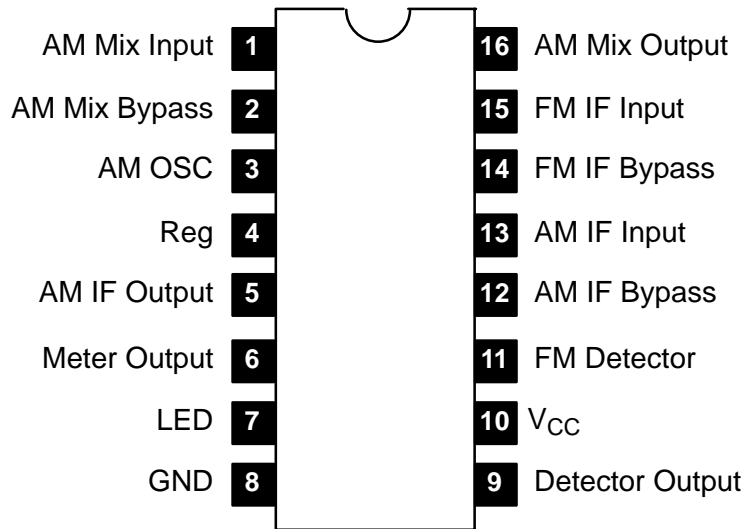 AM Mix Input 1 16 AM Mix Output
AM Mix Bypass 2 15 FM IF Input
AM OSC 3 14 FM IF Bypass
Reg 4 13 AM IF Input
AM IF Output 5 12 AM IF Bypass
Meter Output 6 11 FM Detector
LED 7 10 VCC
GND 8 9 Detector Output